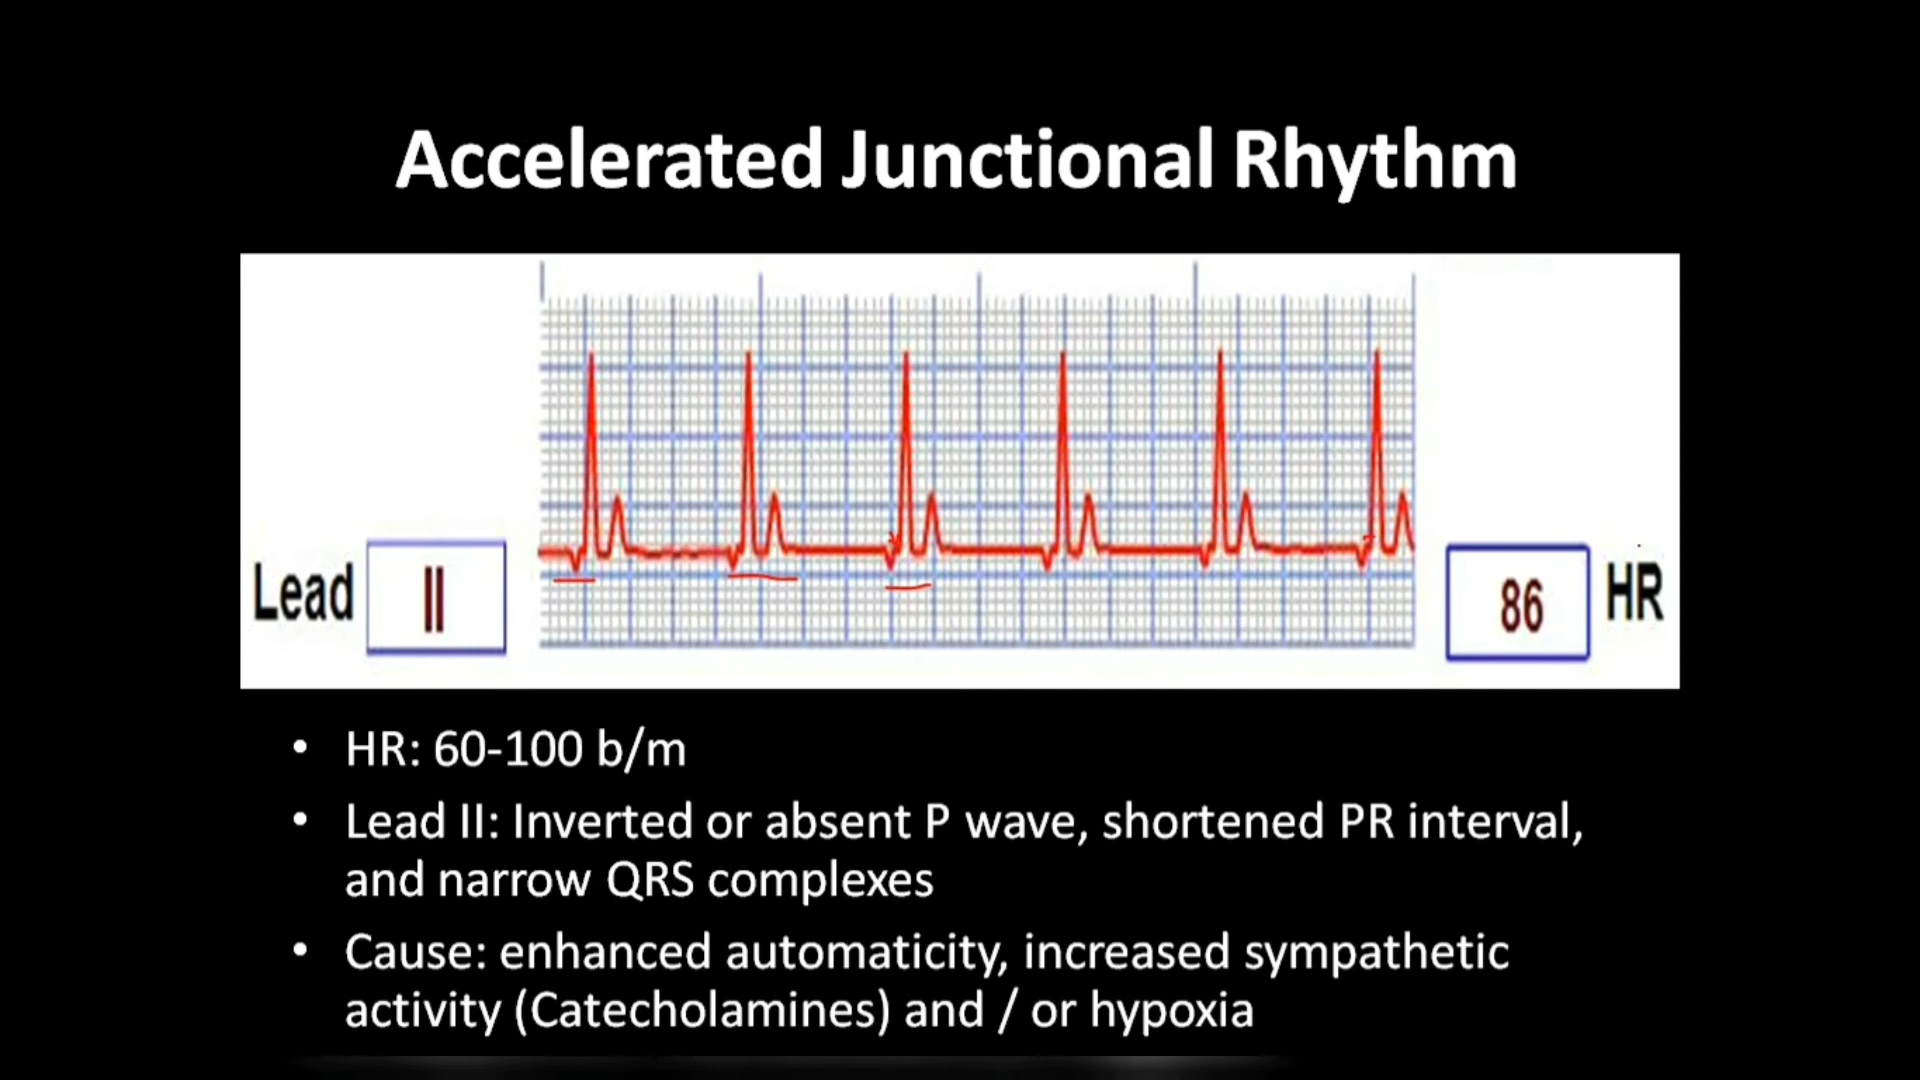 Accelerated Junctional Rhythm
Lead II
86 HR
• HR: 60-100 b/m
• Lead II: Inverted or absent P wave, shortened PR interval,
and narrow QRS complexes
• Cause: enhanced automaticity, increased sympathetic
activity (Catecholamines) and / or hypoxia